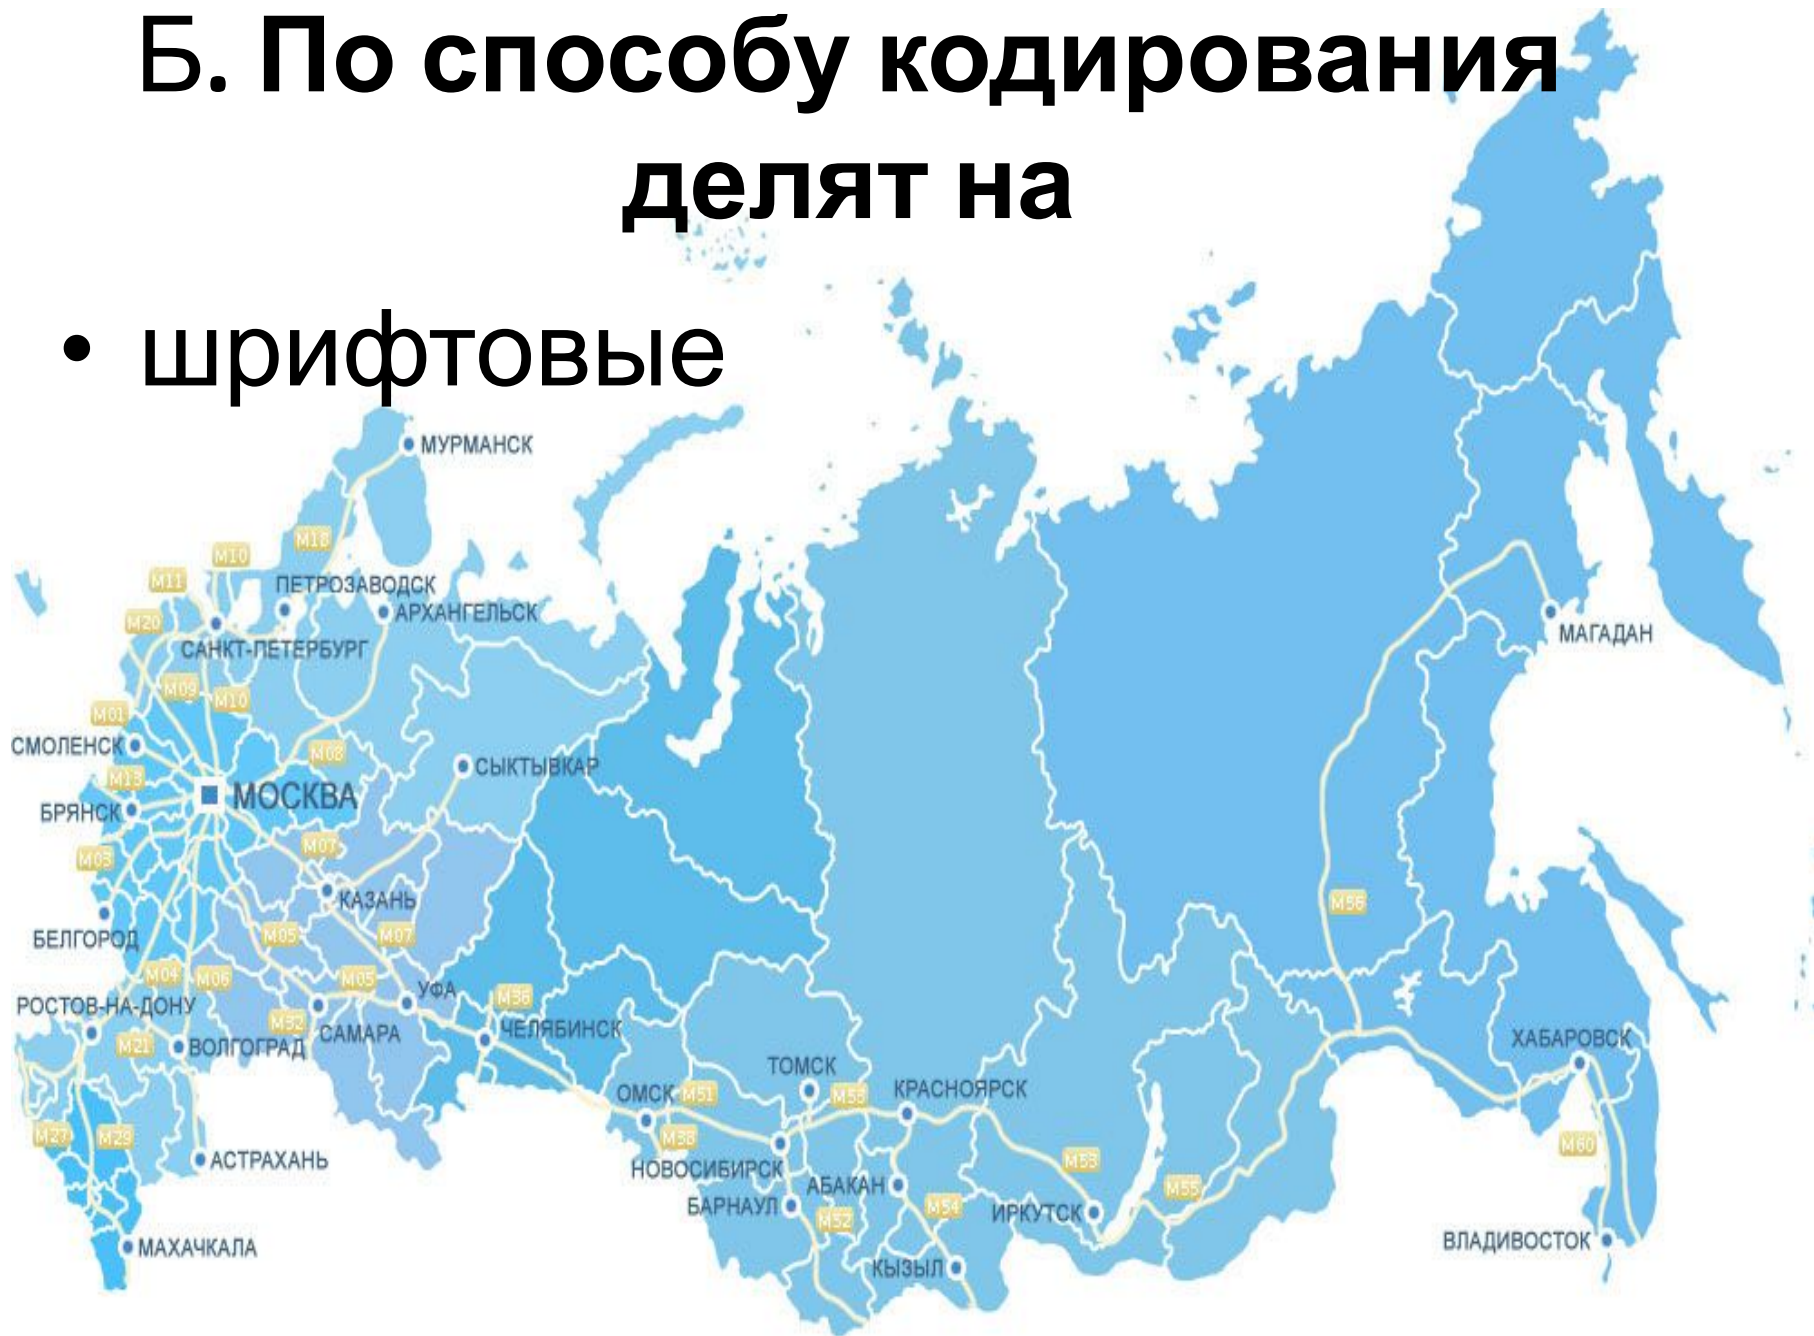 Б. По способу кодирования
делят на
• шрифтовые
МУРМАНСК
M18
M10
M11
ПЕТРОЗАВОДСК
АРХАНГЕЛЬСК
M20
САНКТ-ПЕТЕРБУРГ
M09
M10
M01
СМОЛЕНСК
M08
СЫКТЫВКАР
M13
МОСКВА
БРЯНСК
M03
M07
КАЗАНЬ
M56
БЕЛГОРОД
M05
M07
M04
M06
M05
УФА
M36
РОСТОВ-НА-ДОНУ
M32
САМАРА
ЧЕЛЯБИНСК
M21
ВОЛГОГРАД
МАГАДАН
ХАБАРОВСК
ТОМСК
ОМСК
M51
M53
КРАСНОЯРСК
M27
M29
M38
M60
АСТРАХАНЬ
НОВОСИБИРСК
M53
АБАКАН
M55
БАРНАУЛ
M52
M54
ИРКУТСК
МАХАЧКАЛА
ВЛАДИВОСТОК
КЫЗЫЛ